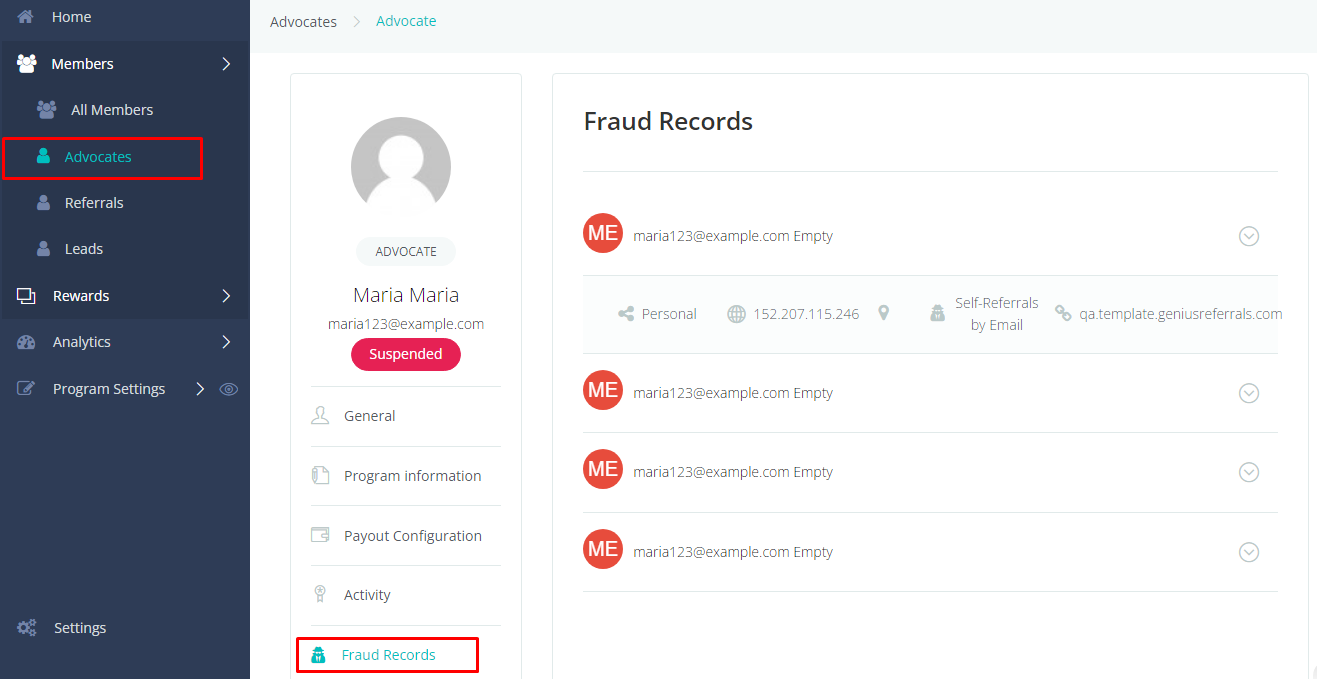 Home
Members
All Members
Advocates
Referrals
Leads
Rewards
Analytics
Program Settings
Settings
Advocates Advocate
ADVOCATE
Maria Maria
maria123@example.com
Suspended
General
Program information
Payout Configuration
Activity
Fraud Records
Fraud Records
ME maria123@example.com Empty
Personal 152.207.115.246 Self-Referrals
by Email qa.template.geniusreferrals.com
ME maria123@example.com Empty
ME maria123@example.com Empty
ME maria123@example.com Empty